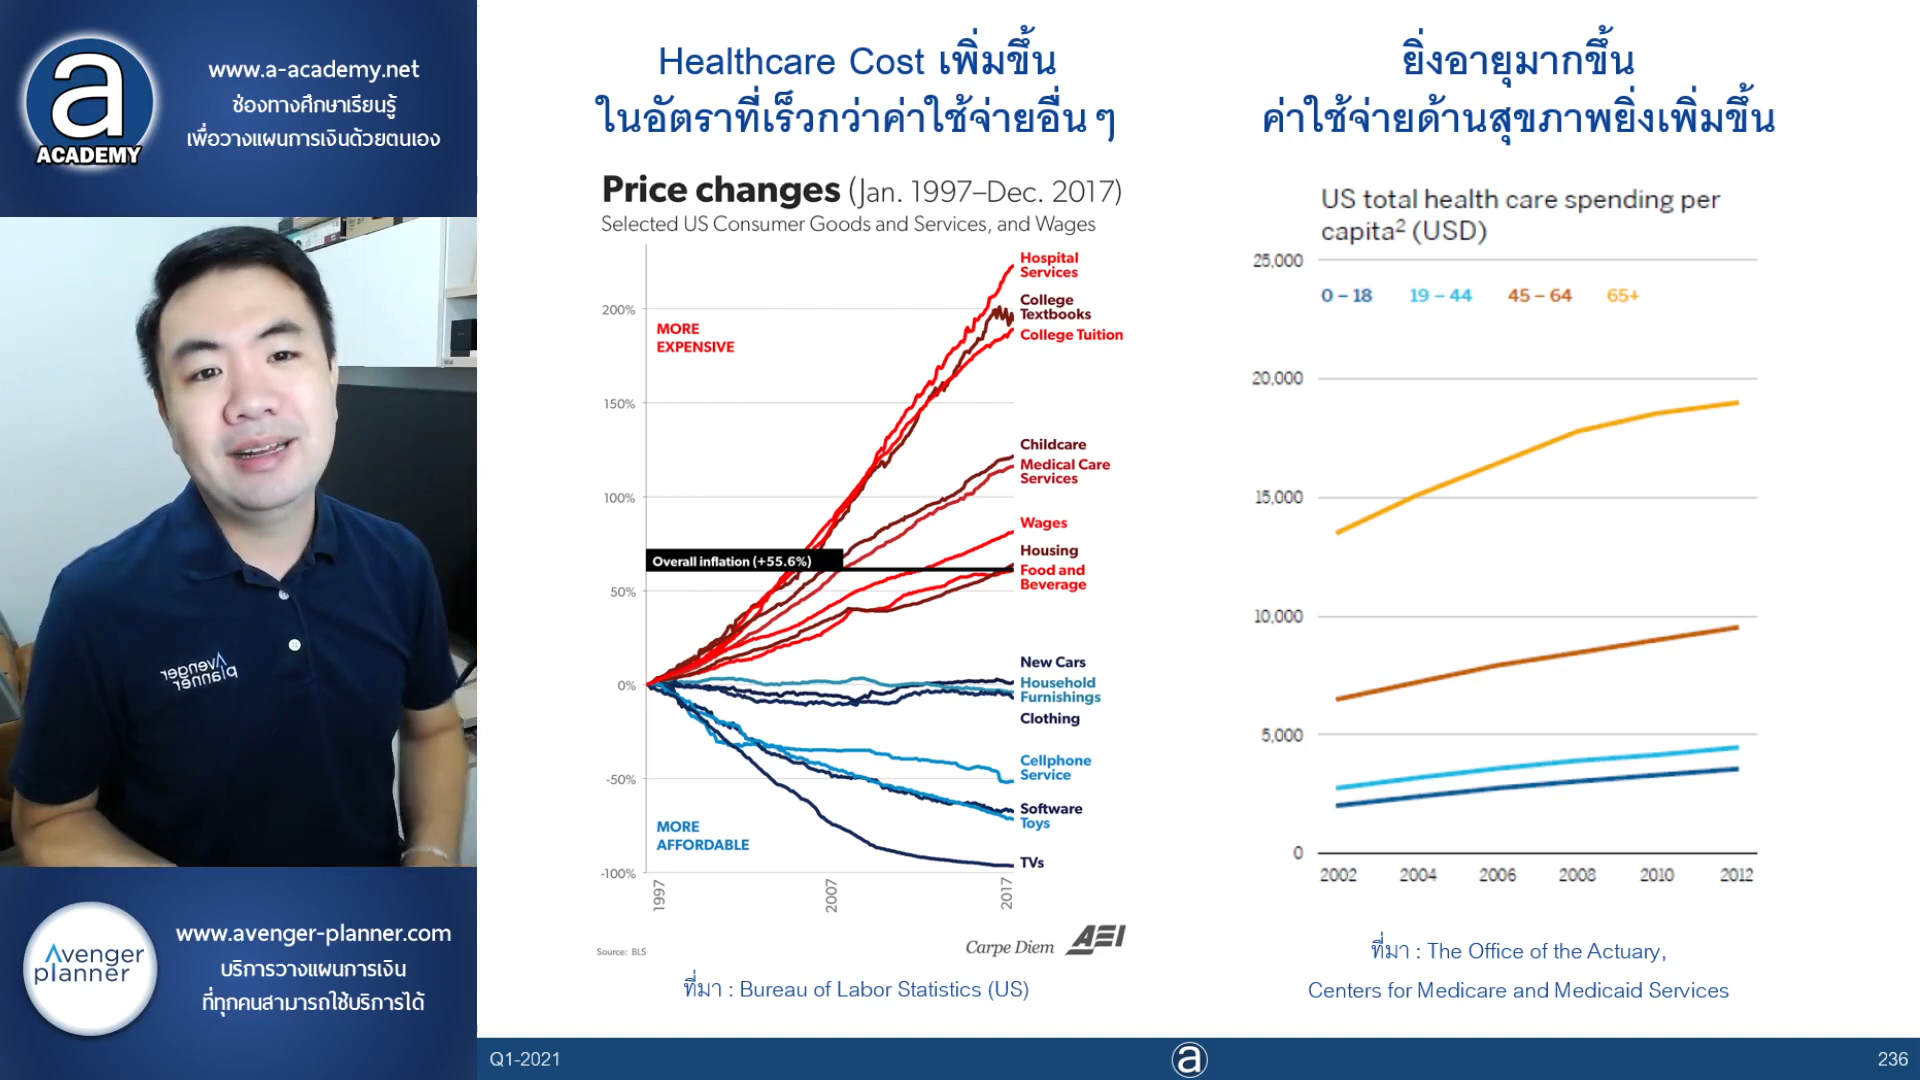 a
ACADEMY
www.a-academy.net
ช่องทางศึกษาเรียนรู้
เพื่อวางแผนการเงินด้วยตนเอง
Avenger
planner
Avenger
planner
www.avenger-planner.com
บริการวางแผนการเงิน
ที่ทุกคนสามารถใช้บริการได้
Healthcare Cost เพิ่มขึ้น
ในอัตราที่เร็วกว่าค่าใช้จ่ายอื่น ๆ
Price changes (Jan. 1997–Dec. 2017)
Selected US Consumer Goods and Services, and Wages
200%
150%
100%
50%
0%
-50%
-100%
MORE
EXPENSIVE
Overall inflation (+55.6%)
MORE
AFFORDABLE
Hospital
Services
College
Textbooks
College Tuition
Childcare
Medical Care
Services
Wages
Housing
Food and
Beverage
New Cars
Household
Furnishings
Clothing
Cellphone
Service
Software
Toys
TVs
1997
2007
2017
Source: BLS
Carpe Diem AEI
ที่มา : Bureau of Labor Statistics (US)
ยิ่งอายุมากขึ้น
ค่าใช้จ่ายด้านสุขภาพยิ่งเพิ่มขึ้น
US total health care spending per
capita² (USD)
25,000
0 – 18 19 – 44 45 – 64 65+
20,000
15,000
10,000
5,000
0
2002 2004 2006 2008 2010 2012
ที่มา : The Office of the Actuary,
Centers for Medicare and Medicaid Services
Q1-2021
a
236